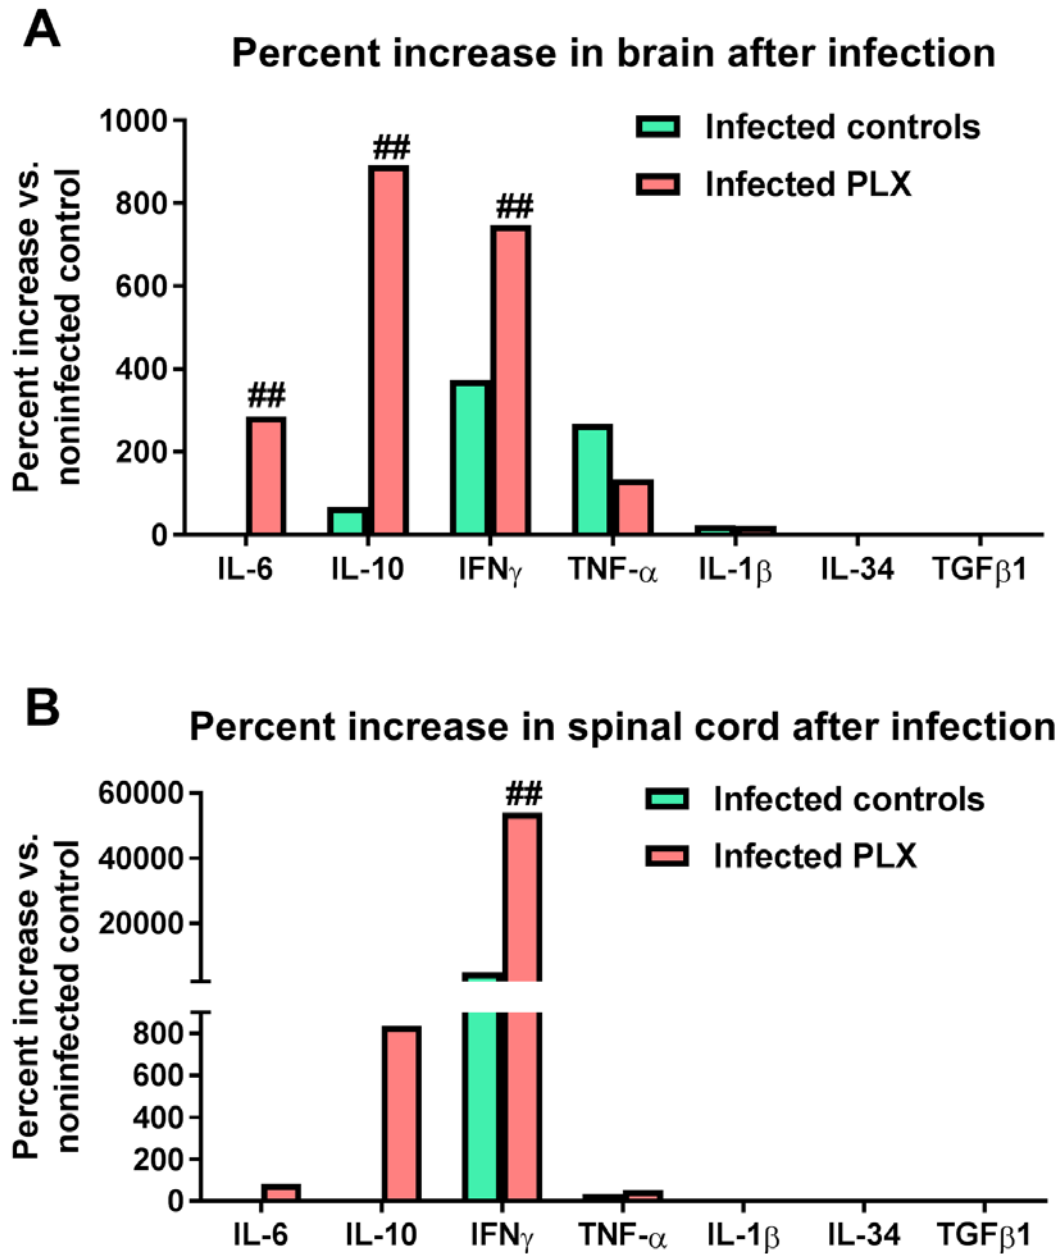 A
Percent increase in brain after infection
Percent increase vs.
noninfected control
1000
800
600
400
200
0
Infected controls
Infected PLX
##
##
##
IL-6 IL-10 IFNγ TNF-α IL-1β IL-34 TGFβ1
B
Percent increase in spinal cord after infection
Percent increase vs.
noninfected control
60000
40000
20000
800
600
400
200
0
Infected controls
Infected PLX
##
IL-6 IL-10 IFNγ TNF-α IL-1β IL-34 TGFβ1